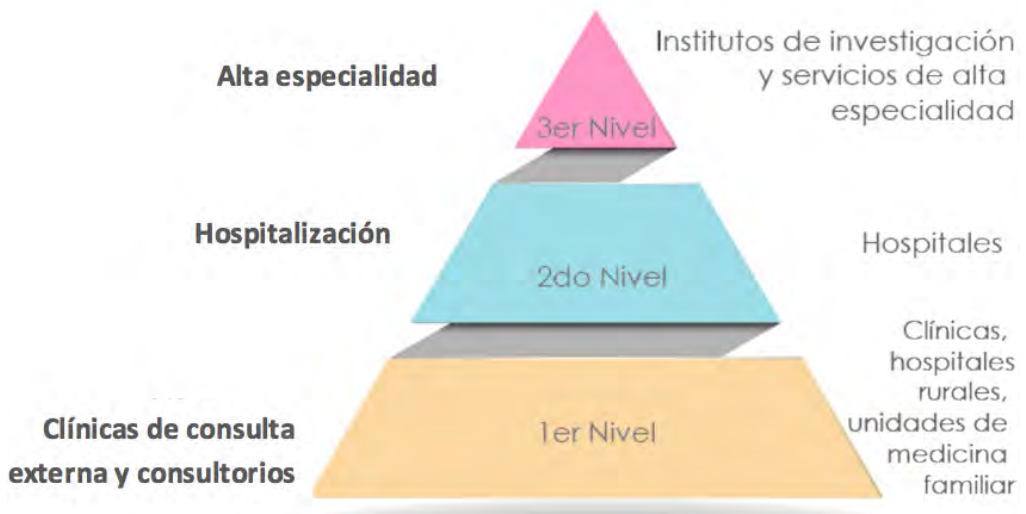 Alta especialidad
Institutos de investigación
y servicios de alta
especialidad
3er Nivel
Hospitalización
Hospitales
2do Nivel
Clínicas de consulta
externa y consultorios
1er Nivel
Clínicas,
hospitales
rurales,
unidades de
medicina
familiar